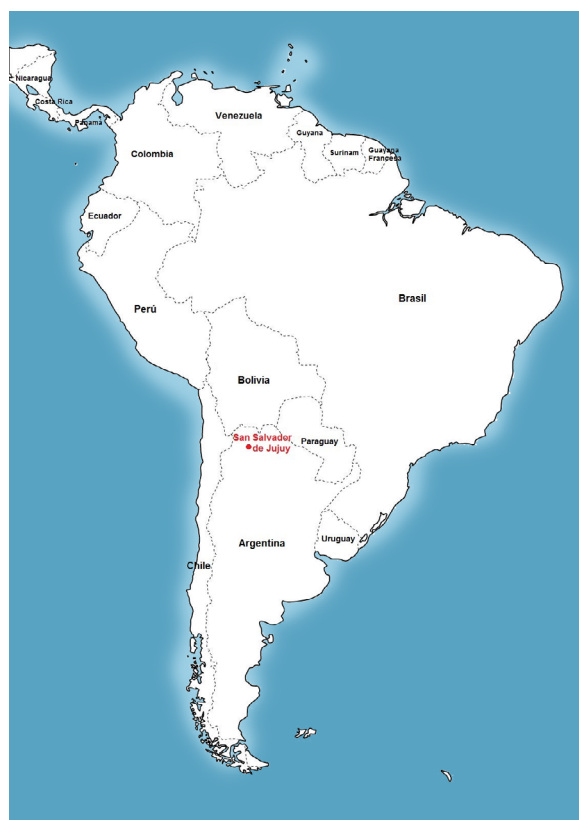 Nicaragua
Costa Rica
Panama
Venezuela
Guyana
Surinam
Guayana
Francesa
Colombia
Ecuador
Brasil
Perú
Bolivia
San Salvador
de Jujuy
Paraguay
Uruguay
Argentina
Chile